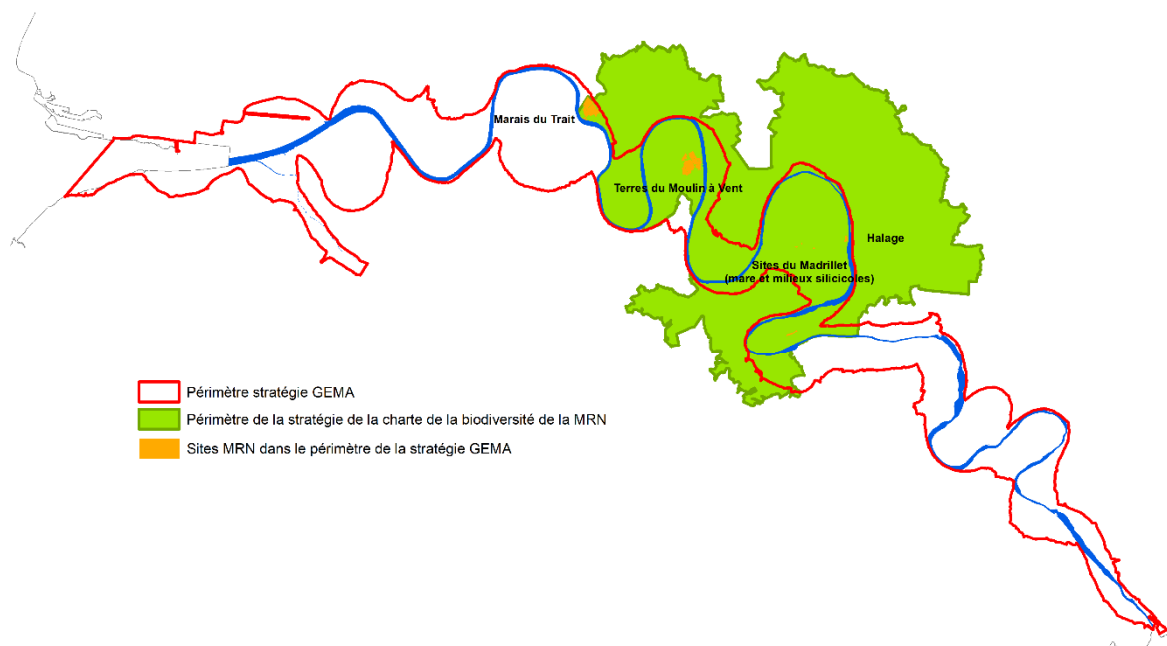 Marais du Trait
Terres du Moulin à Vent
Halage
Sites du Madrillet
(mare et milieux silicicoles)
Périmètre stratégie GEMA
Périmètre de la stratégie de la charte de la biodiversité de la MRN
Sites MRN dans le périmètre de la stratégie GEMA